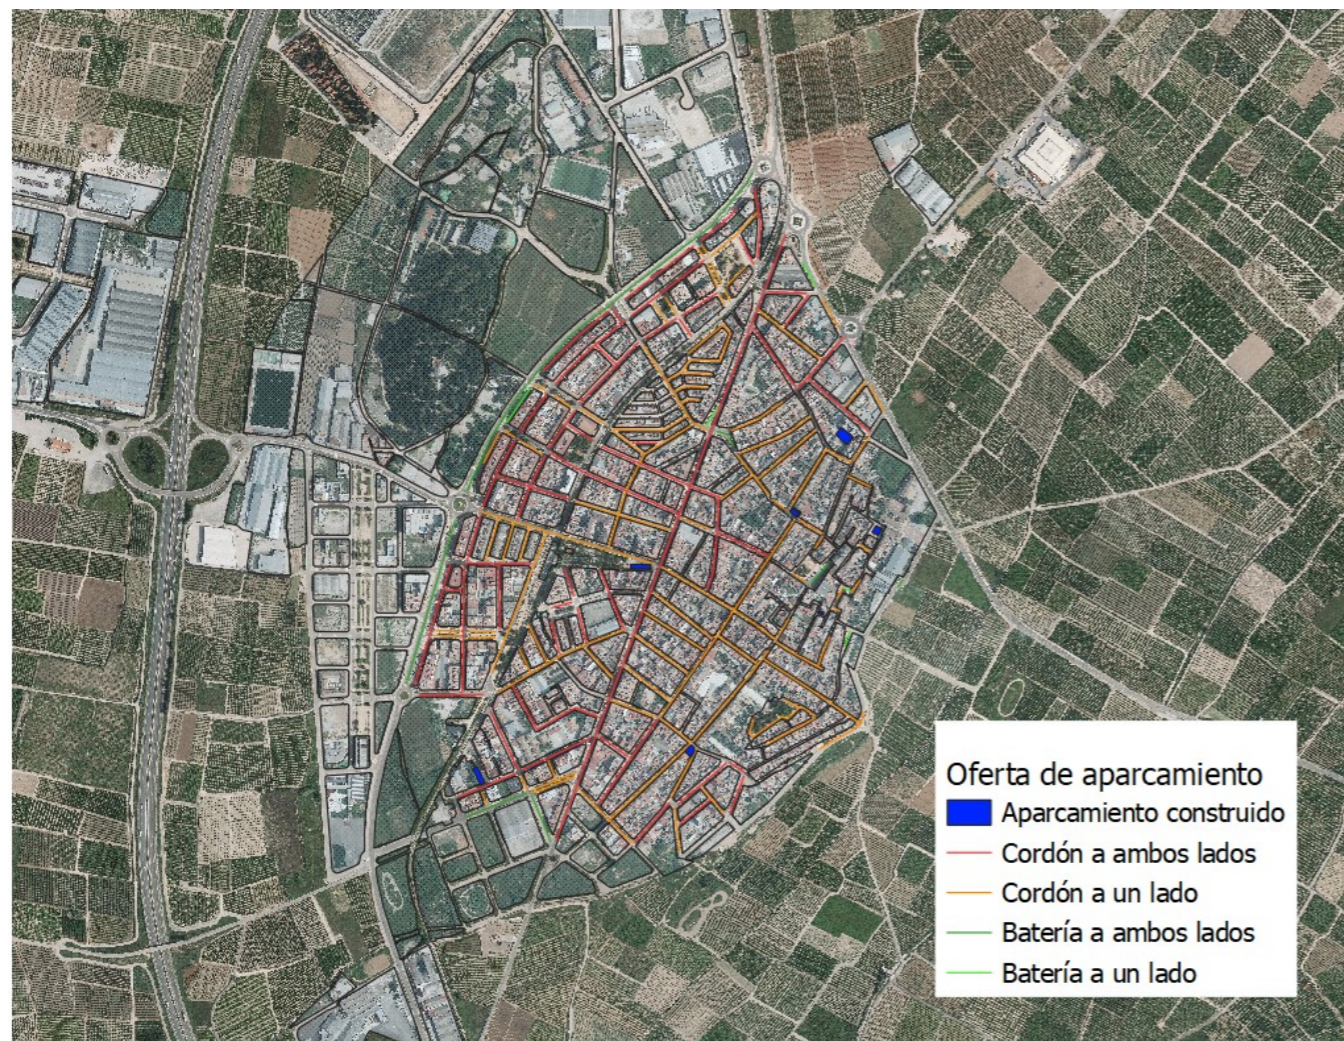 Oferta de aparcamiento
Aparcamiento construido
Cordón a ambos lados
Cordón a un lado
Batería a ambos lados
Batería a un lado